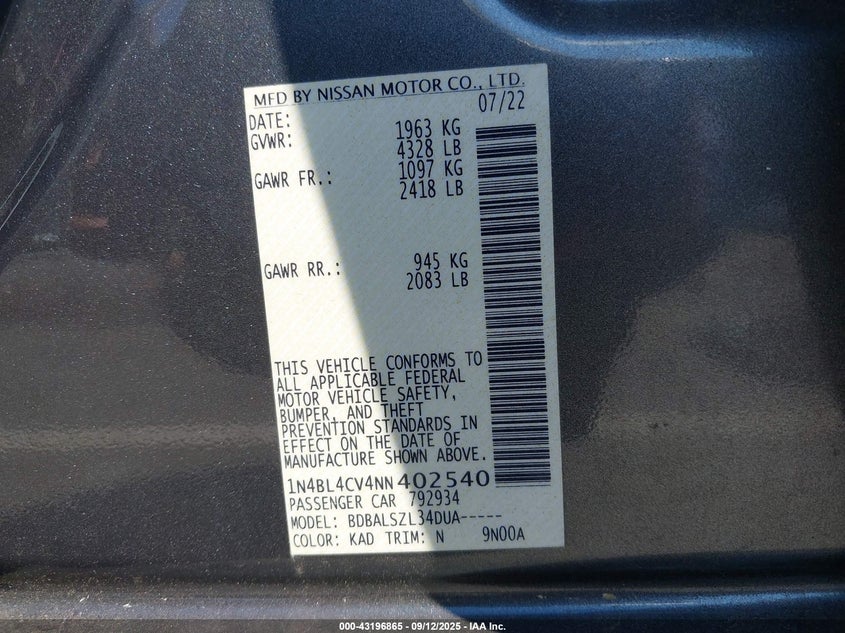 MFD BY NISSAN MOTOR CO., LTD.
DATE: 07/22
GVWR: 1963 KG
4328 LB
GAWR FR.: 1097 KG
2418 LB
GAWR RR.: 945 KG
2083 LB
THIS VEHICLE CONFORMS TO
ALL APPLICABLE FEDERAL
MOTOR VEHICLE SAFETY,
BUMPER, AND THEFT
PREVENTION STANDARDS IN
EFFECT ON THE DATE OF
MANUFACTURE SHOWN ABOVE.
1N4BL4CV4NN402540
PASSENGER CAR 792934
MODEL: BDBALSZL34DUA-----
COLOR: KAD TRIM: N 9N00A
000-43196865 - 09/12/2025 - IAA Inc.